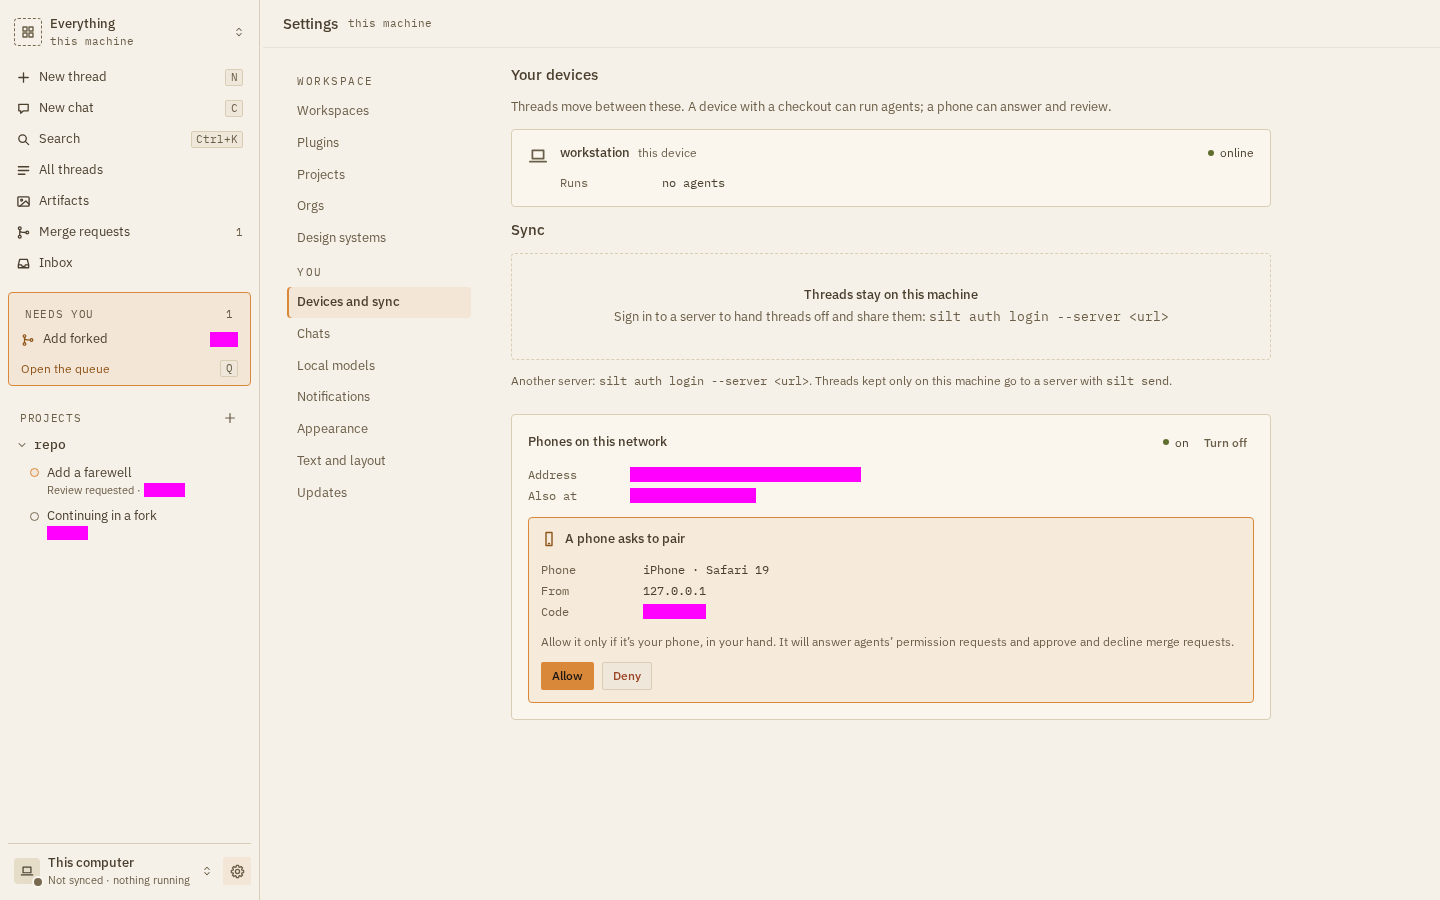 Everything
this machine
New thread N
New chat C
Search Ctrl+K
All threads
Artifacts
Merge requests 1
Inbox
NEEDS YOU 1
Add forked
Open the queue Q
PROJECTS
repo
Add a farewell
Review requested ·
Continuing in a fork
This computer
Not synced · nothing running
Settings this machine
WORKSPACE
Workspaces
Plugins
Projects
Orgs
Design systems
YOU
Devices and sync
Chats
Local models
Notifications
Appearance
Text and layout
Updates
Your devices
Threads move between these. A device with a checkout can run agents; a phone can answer and review.
workstation this device online
Runs no agents
Sync
Threads stay on this machine
Sign in to a server to hand threads off and share them: silt auth login --server <url>
Another server: silt auth login --server <url>. Threads kept only on this machine go to a server with silt send.
Phones on this network on Turn off
Address
Also at
A phone asks to pair
Phone iPhone · Safari 19
From 127.0.0.1
Code
Allow it only if it’s your phone, in your hand. It will answer agents’ permission requests and approve and decline merge requests.
Allow Deny